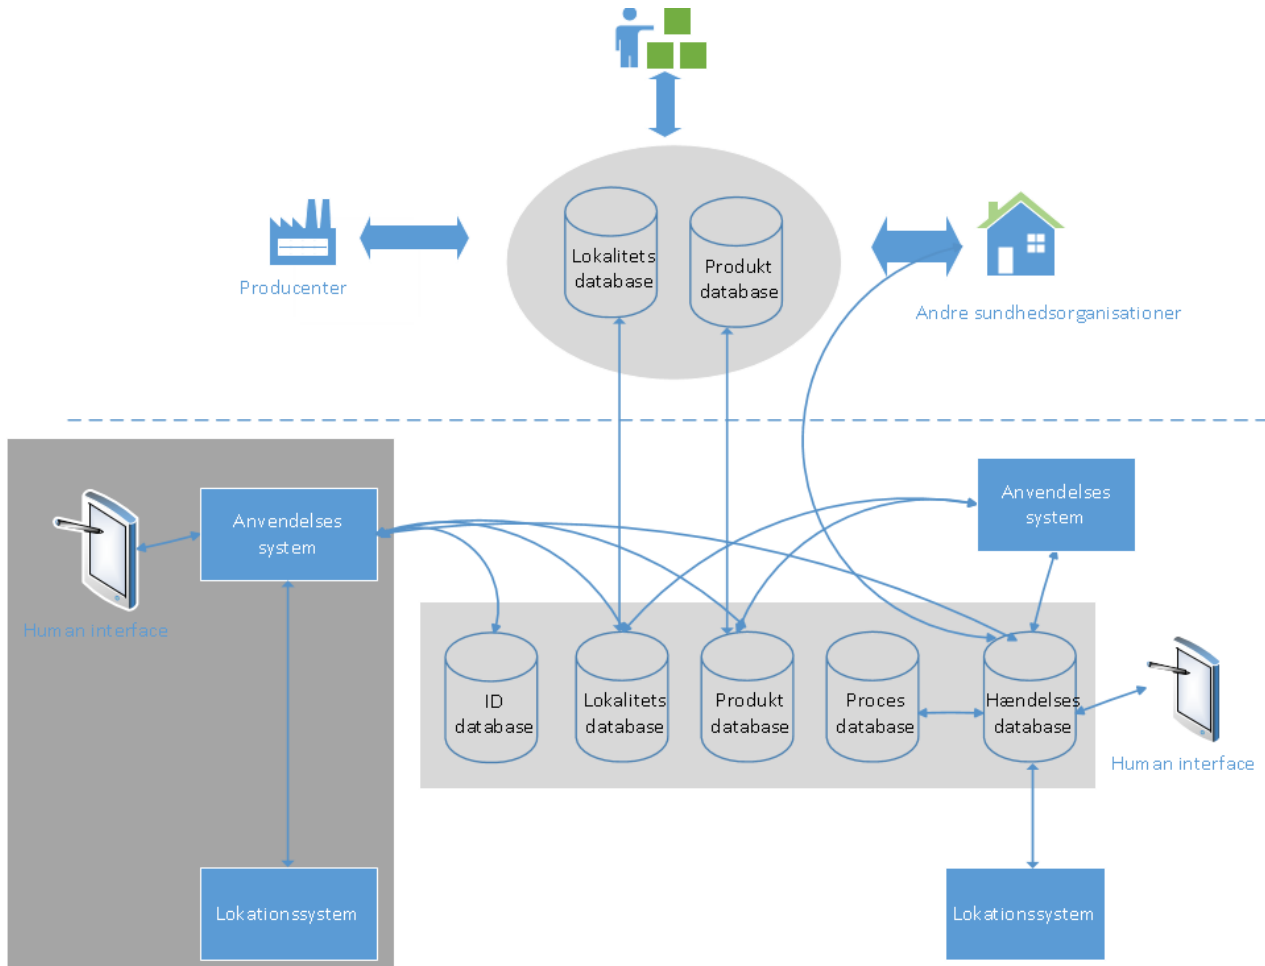 Lokalitets
database
Produkt
database
Producenter
Andre sundhedsorganisationer
Anvendelses
system
Human interface
Anvendelses
system
ID
database
Lokalitets
database
Produkt
database
Proces
database
Hændelses
database
Human interface
Lokationssystem
Lokationssystem